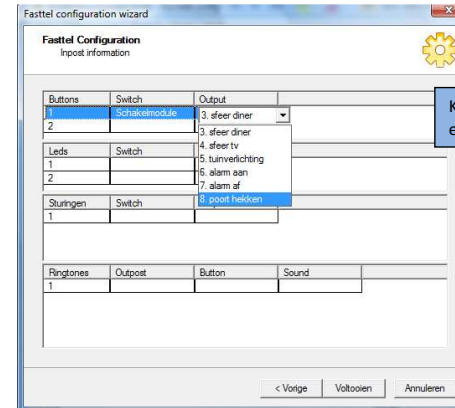 Fasttel configuration wizard
Fasttel Configuration
Inpost information
Buttons Switch Output
1 Schakelmodule 3. sfeer diner
2
3. sfeer diner
4. sfeer tv
5. tuinverlichting
6. alarm aan
7. alarm af
8. poort hekken
Leds Switch
1
2
Sturingen Switch
1
Ringtones Outpost Button Sound
1
< Vorige Voltooien Annuleren